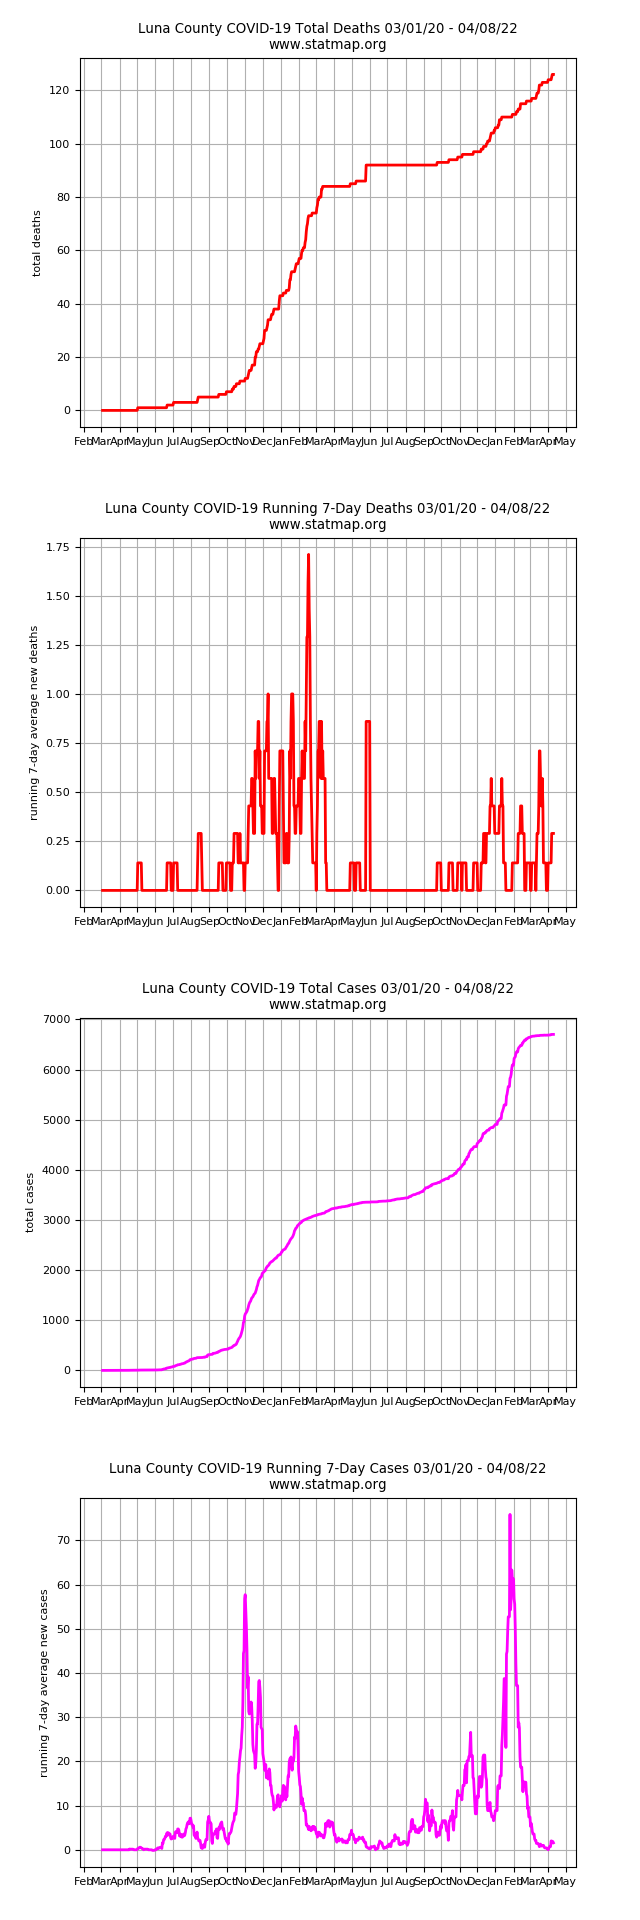 Luna County COVID-19 Total Deaths 03/01/20 - 04/08/22
www.statmap.org
120
100
80
60
40
20
0
total deaths
Feb Mar Apr May Jun Jul Aug Sep Oct Nov Dec Jan Feb Mar Apr May Jun Jul Aug Sep Oct Nov Dec Jan Feb Mar Apr May
Luna County COVID-19 Running 7-Day Deaths 03/01/20 - 04/08/22
www.statmap.org
1.75
1.50
1.25
1.00
0.75
0.50
0.25
0.00
running 7-day average new deaths
Feb Mar Apr May Jun Jul Aug Sep Oct Nov Dec Jan Feb Mar Apr May Jun Jul Aug Sep Oct Nov Dec Jan Feb Mar Apr May
Luna County COVID-19 Total Cases 03/01/20 - 04/08/22
www.statmap.org
7000
6000
5000
4000
3000
2000
1000
0
total cases
Feb Mar Apr May Jun Jul Aug Sep Oct Nov Dec Jan Feb Mar Apr May Jun Jul Aug Sep Oct Nov Dec Jan Feb Mar Apr May
Luna County COVID-19 Running 7-Day Cases 03/01/20 - 04/08/22
www.statmap.org
70
60
50
40
30
20
10
0
running 7-day average new cases
Feb Mar Apr May Jun Jul Aug Sep Oct Nov Dec Jan Feb Mar Apr May Jun Jul Aug Sep Oct Nov Dec Jan Feb Mar Apr May